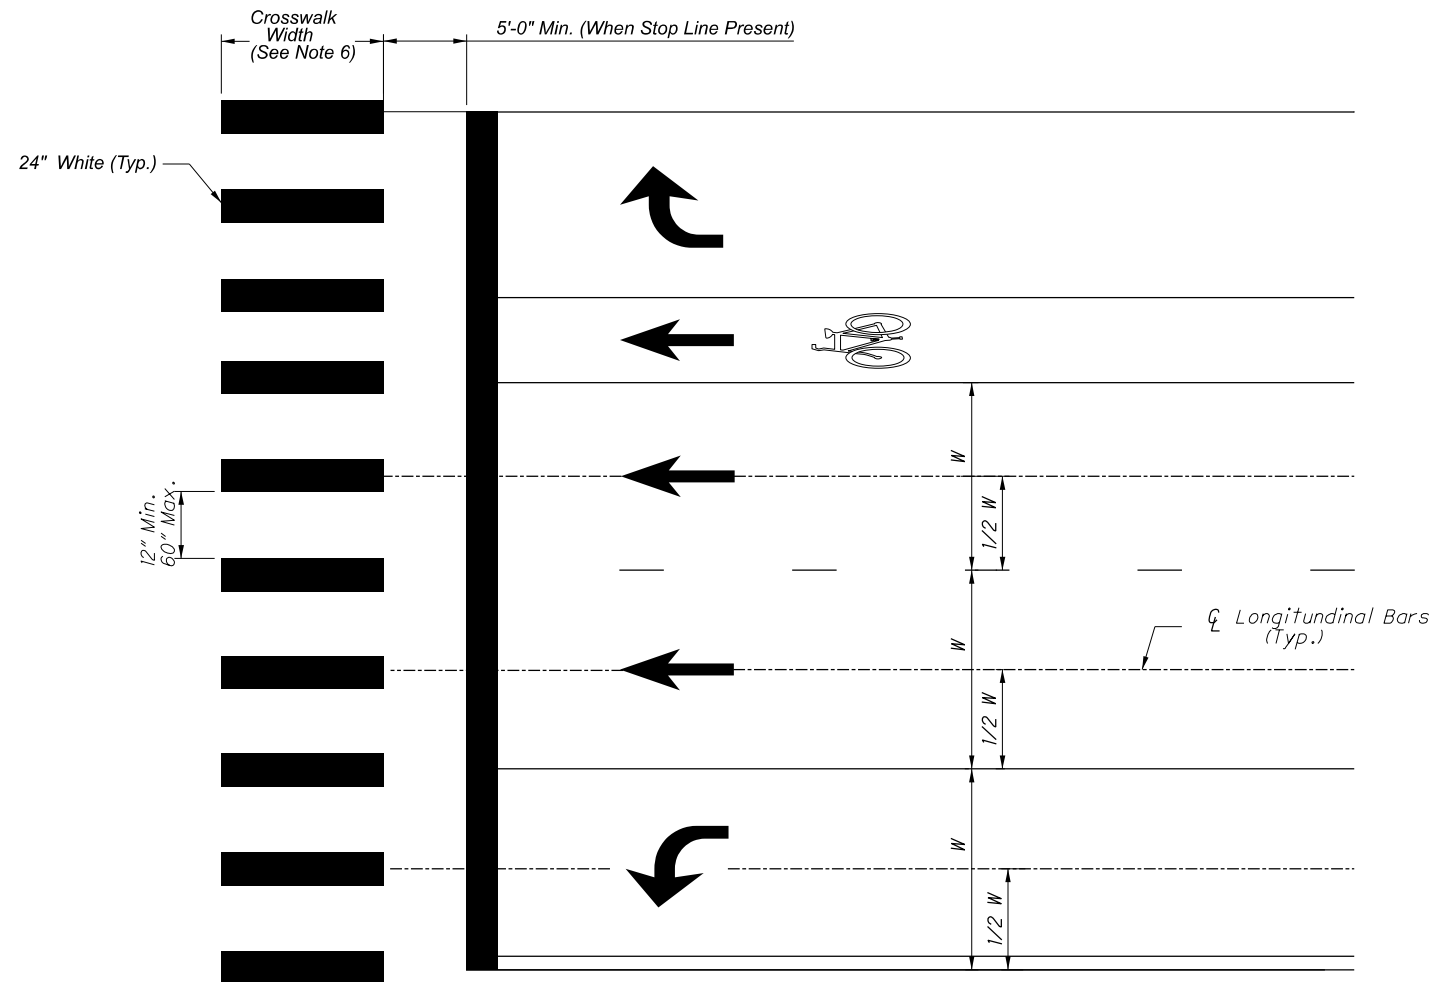 Crosswalk
Width
(See Note 6)
5'-0" Min. (When Stop Line Present)
24" White (Typ.)
12" Min.
60" Max.
W
1/2 W
W
1/2 W
W
1/2 W
℄ Longitundinal Bars
(Typ.)